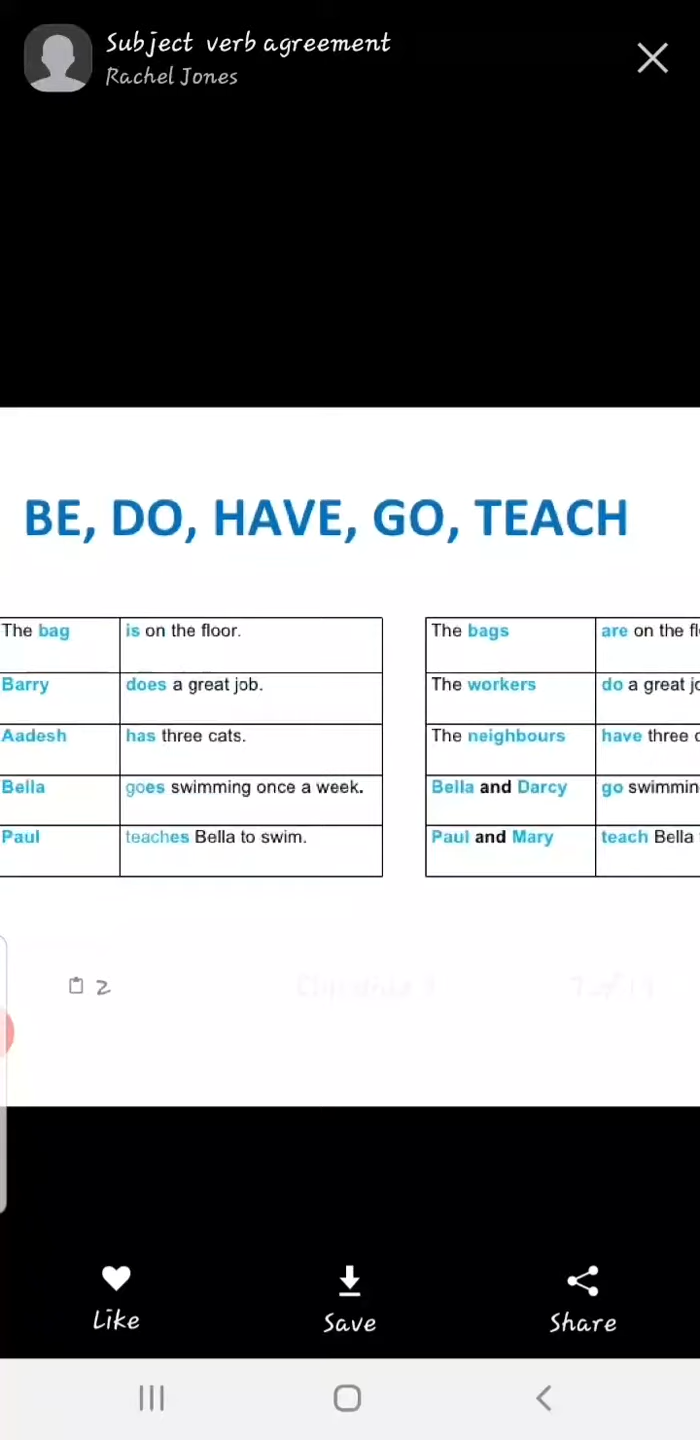 Subject verb agreement
Rachel Jones
BE, DO, HAVE, GO, TEACH
The bag is on the floor.
Barry does a great job.
Aadesh has three cats.
Bella goes swimming once a week.
Paul teaches Bella to swim.
The bags are on the
The workers do a great
The neighbours have three
Bella and Darcy go
Paul and Mary teach Bella
2
Like
Save
Share